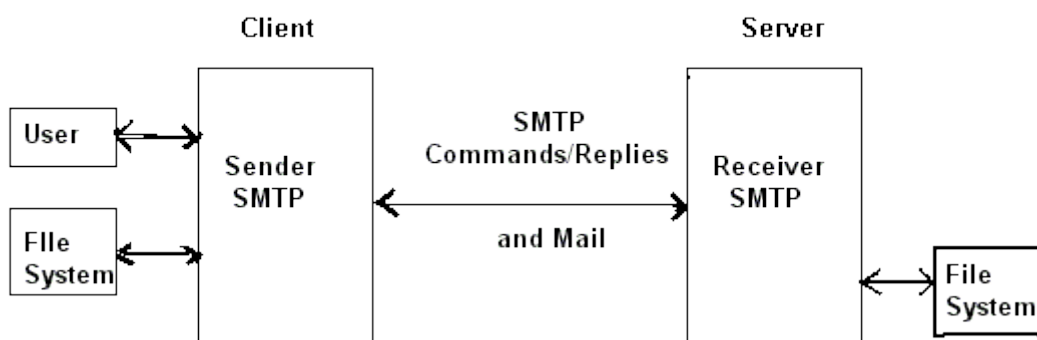 Client
Server
User
SMTP
Commands/Replies
Sender
SMTP
Receiver
SMTP
FIle
System
and Mail
File
System